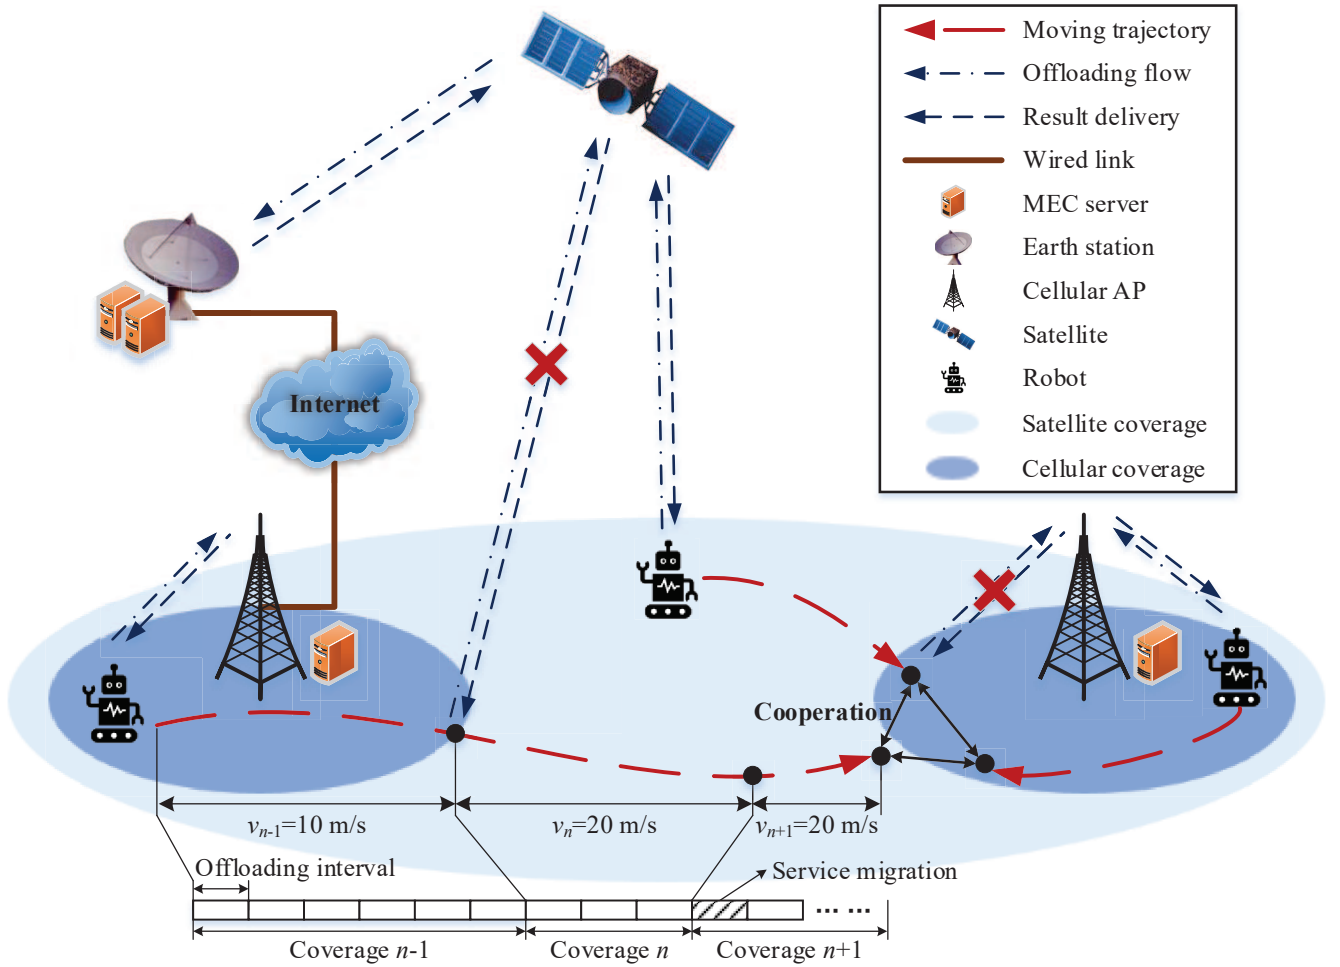 Moving trajectory
Offloading flow
Result delivery
Wired link
MEC server
Earth station
Cellular AP
Satellite
Robot
Satellite coverage
Cellular coverage
Internet
Cooperation
vn-1=10 m/s
vn=20 m/s
vn+1=20 m/s
Offloading interval
Service migration
... ...
Coverage n-1
Coverage n
Coverage n+1